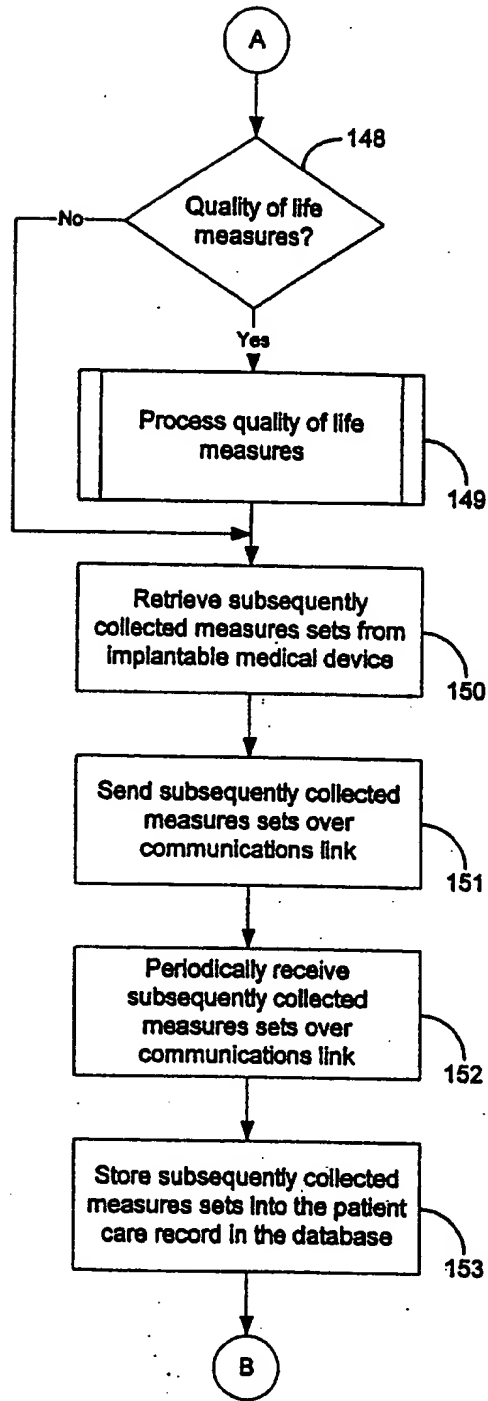 A
148
Quality of life
measures?
No
Yes
Process quality of life
measures
149
Retrieve subsequently
collected measures sets from
implantable medical device
150
Send subsequently collected
measures sets over
communications link
151
Periodically receive
subsequently collected
measures sets over
communications link
152
Store subsequently collected
measures sets into the patient
care record in the database
153
B